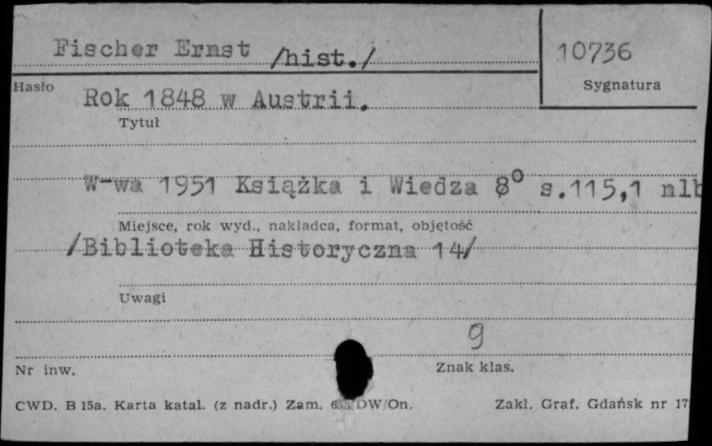 Fischer Ernst /hist./
10736
Hasło
Sygnatura
Rok 1848 w Austrii.
Tytuł
W-wa 1951 Książka i Wiedza 8° s.115,1 nlb
Miejsce, rok wyd., nakładca, format, objętość
/Biblioteka Historyczna 14/
Uwagi
9
Nr inw.
Znak klas.
CWD. B 15a. Karta katal. (z nadr.) Zam. DW/On.
Zakł. Graf. Gdańsk nr 17